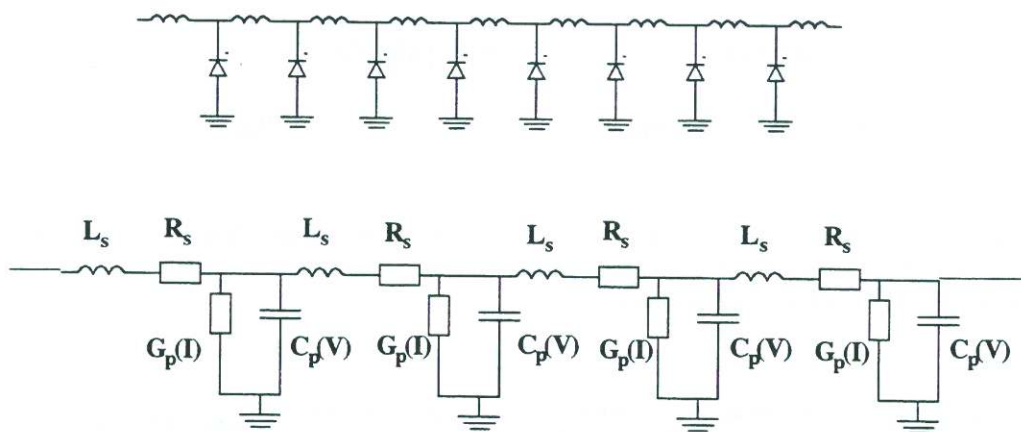 Lₛ Rₛ Lₛ Rₛ Lₛ Rₛ Lₛ Rₛ
Gₚ(I) Cₚ(V) Gₚ(I) Cₚ(V) Gₚ(I) Cₚ(V) Gₚ(I) Cₚ(V)